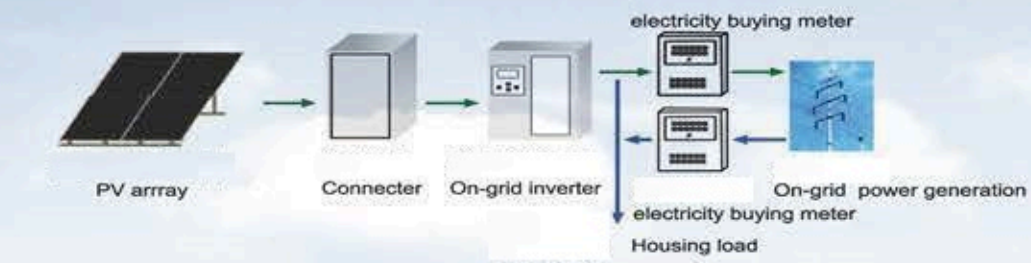 electricity buying meter
PV arrray
Connecter
On-grid inverter
On-grid power generation
electricity buying meter
Housing load